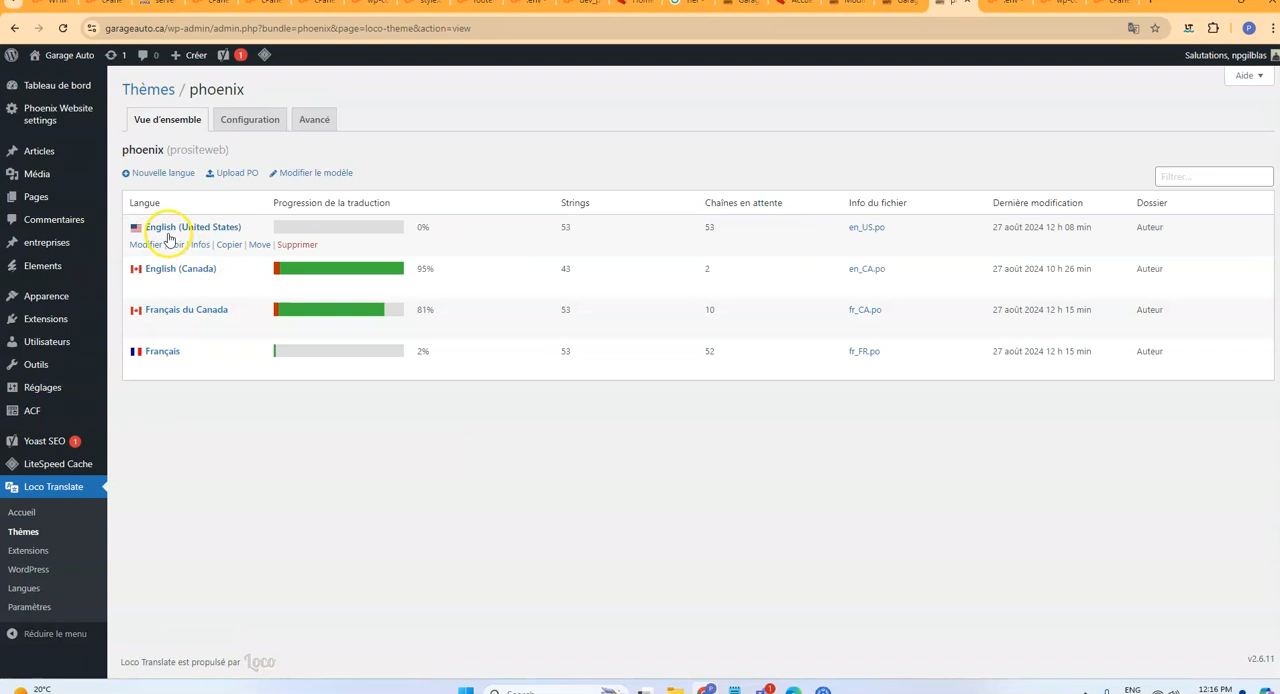 garageauto.ca/wp-admin/admin.php?bundle=phoenix&page=loco-theme&action=view
P
Garage Auto 1 0 + Créer 1 Salutations, npgilbas
Aide ▼
Tableau de bord
Phoenix Website
settings
Articles
Média
Pages
Commentaires
entreprises
Elements
Apparence
Extensions
Utilisateurs
Outils
Réglages
ACF
Yoast SEO 1
LiteSpeed Cache
Loco Translate
Accueil
Thèmes
Extensions
WordPress
Langues
Paramètres
Réduire le menu
Thèmes / phoenix
Vue d'ensemble Configuration Avancé
phoenix (prositeweb)
Nouvelle langue Upload PO Modifier le modèle
Filtrer...
Langue Progression de la traduction Strings Chaînes en attente Info du fichier Dernière modification Dossier
English (United States) 0% 53 53 en_US.po 27 août 2024 12 h 08 min Auteur
Modifier | Infos | Copier | Move | Supprimer
English (Canada) 95% 43 2 en_CA.po 27 août 2024 10 h 26 min Auteur
Français du Canada 81% 53 10 fr_CA.po 27 août 2024 12 h 15 min Auteur
Français 2% 53 52 fr_FR.po 27 août 2024 12 h 15 min Auteur
Loco Translate est propulsé par Loco
v2.6.11
20°C Search ENG 12:16 PM